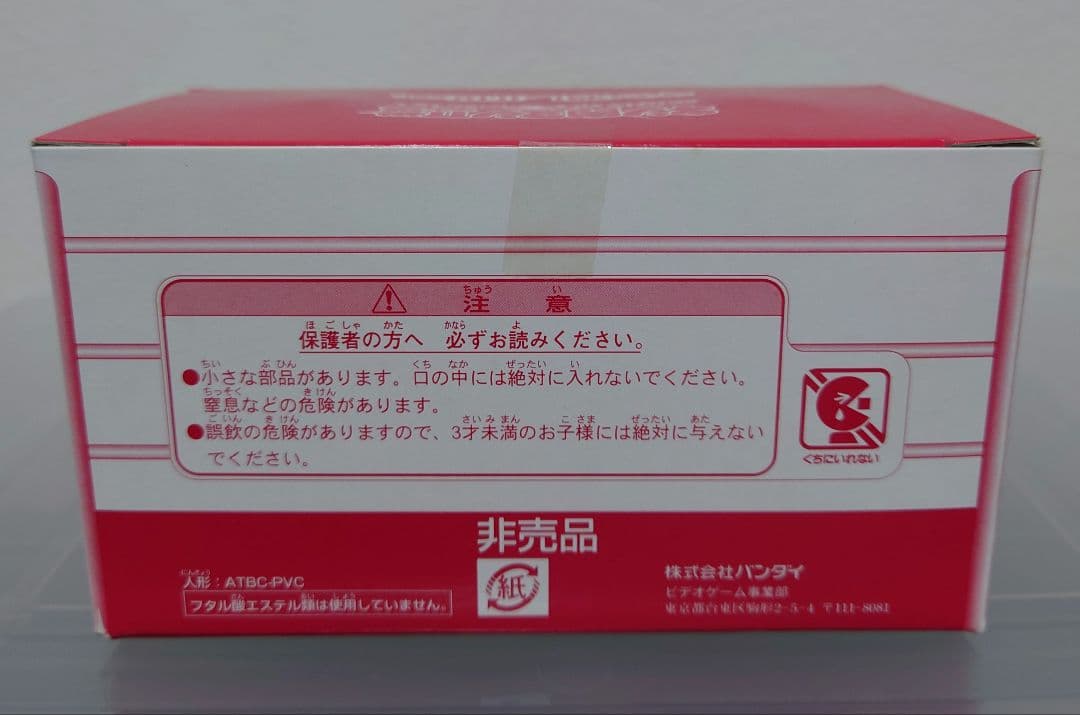 注意
保護者の方へ 必ずお読みください。
●小さな部品があります。口の中には絶対に入れないでください。
窒息などの危険があります。
●誤飲の危険がありますので、3才未満のお子様には絶対に与えない
でください。
くちにいれない
非売品
人形：ATBC-PVC
フタル酸エステル類は使用していません。
紙
株式会社バンダイ
ビデオゲーム事業部
東京都台東区駒形2-5-4 〒111-8081